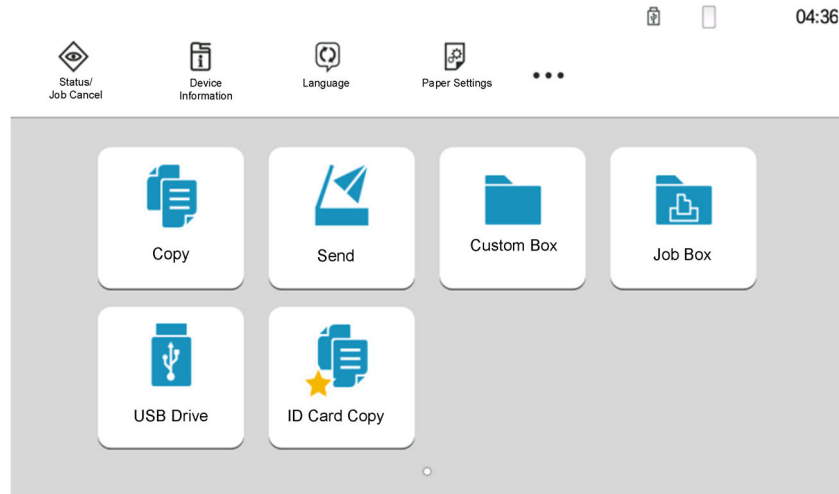 04:36
Status/
Job Cancel
Device
Information
Language
Paper Settings
Copy
Send
Custom Box
Job Box
USB Drive
ID Card Copy